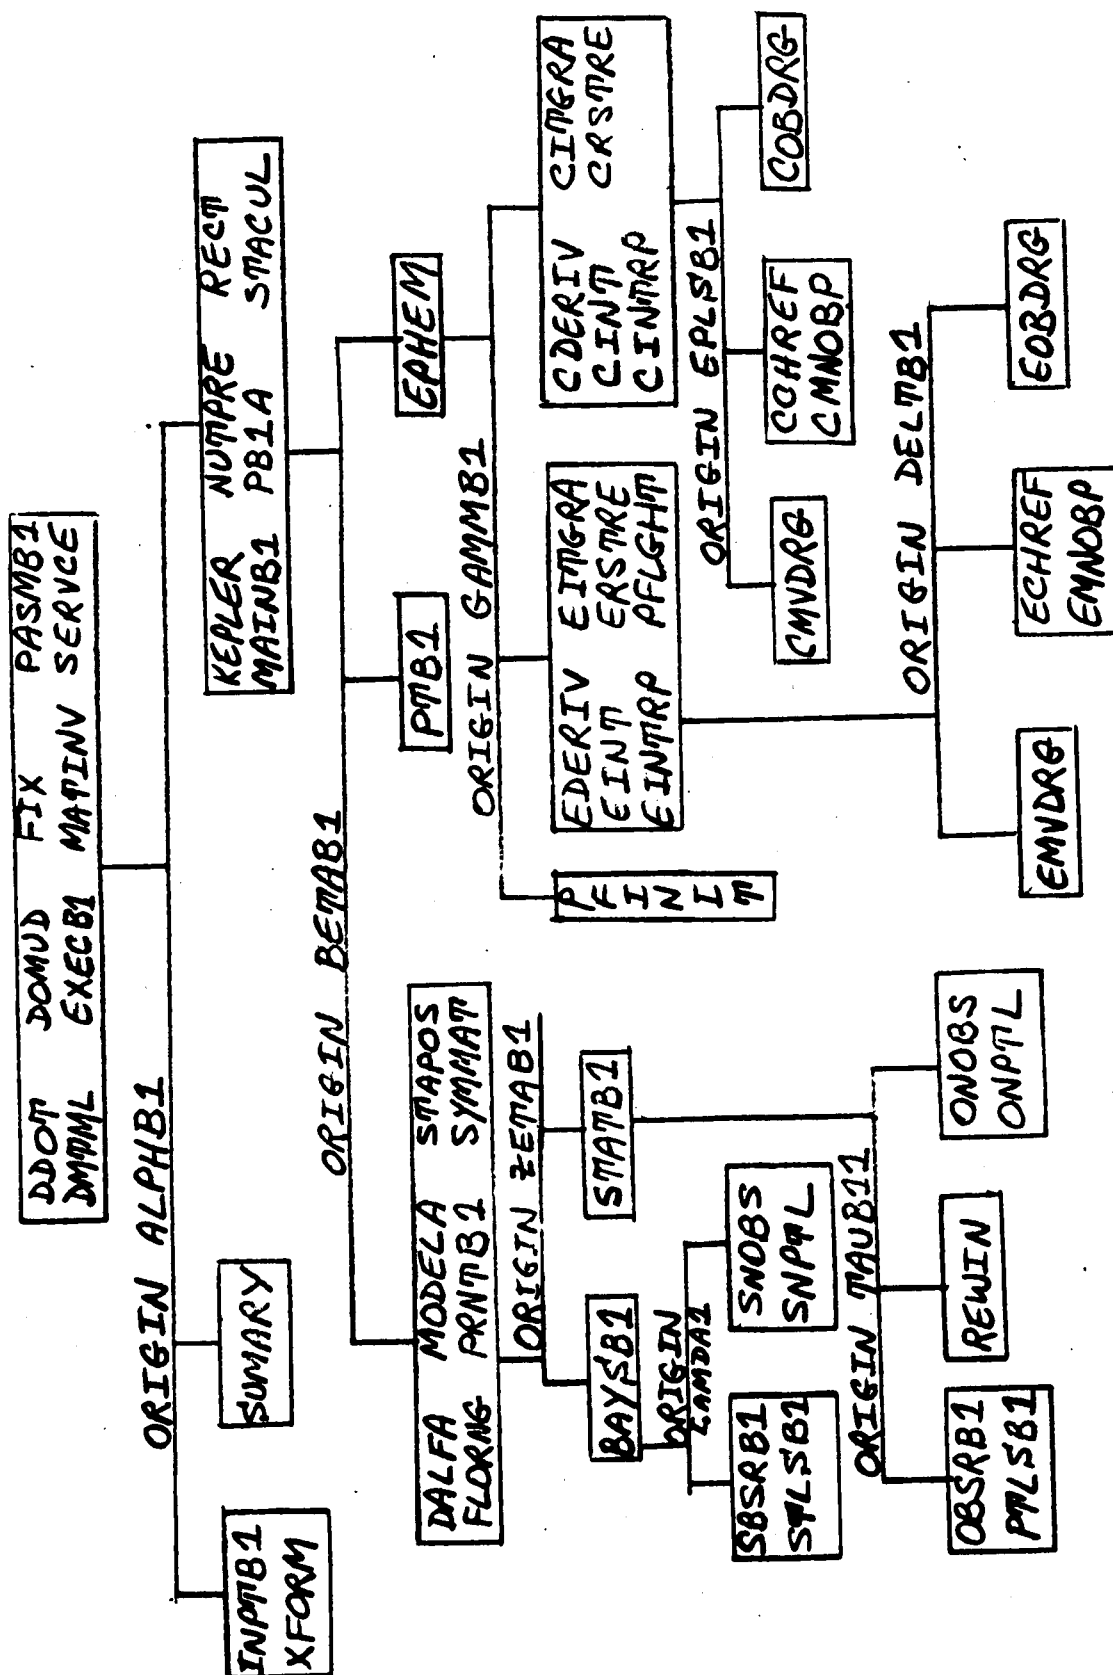 DDOT DOMUD FIX PASMB1
DMTML EXECB1 MATINV SERVCE
ORIGIN ALPHB1
INPTB1
XFORM
SUMARY
KEPLER NUTPRE RECT
MAINB1 PB1A STACUL
ORIGIN BETAB1
DALFA MODELA STAPOS
FLORNG PRNTB1 SYMMAT
PTB1
EPHEM
ORIGIN ZETAB1
BAYSB1
STATB1
ORIGIN
LAMDA1
SBSRB1
STLSB1
SNOBS
SNPTL
ORIGIN TAUB11
OBSRB1
PTLSB1
REWIN
ONOBS
ONPTL
ORIGIN GAMMB1
PFINIT
EDERIV EITGRA
EINT ERSTRE
EINTRP PFLGHT
CDERIV CITGRA
CINT CRSTRE
CINTRP
ORIGIN EPLSB1
CMVDRG
CCHREF
CMNOBP
COBDRG
ORIGIN DELTB1
EMVDRG
ECHREF
EMNOBP
EOBDRG